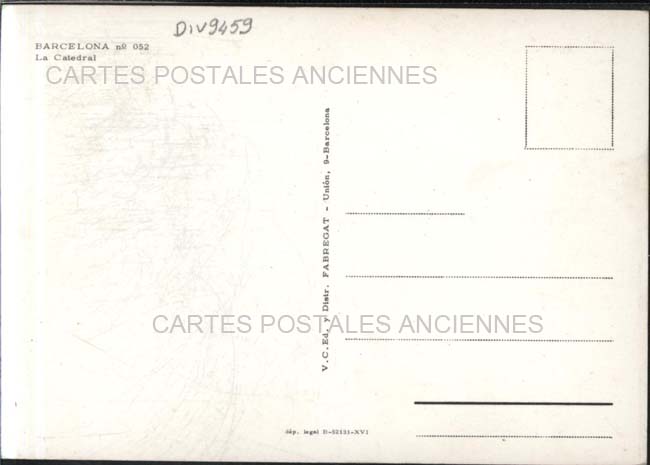 DIV9459
BARCELONA nº 052
La Catedral
CARTES POSTALES ANCIENNES
V.C.Ed. y Distr. FABREGAT - Unión, 9-Barcelona
CARTES POSTALES ANCIENNES
dép. legal B-52131-XVI